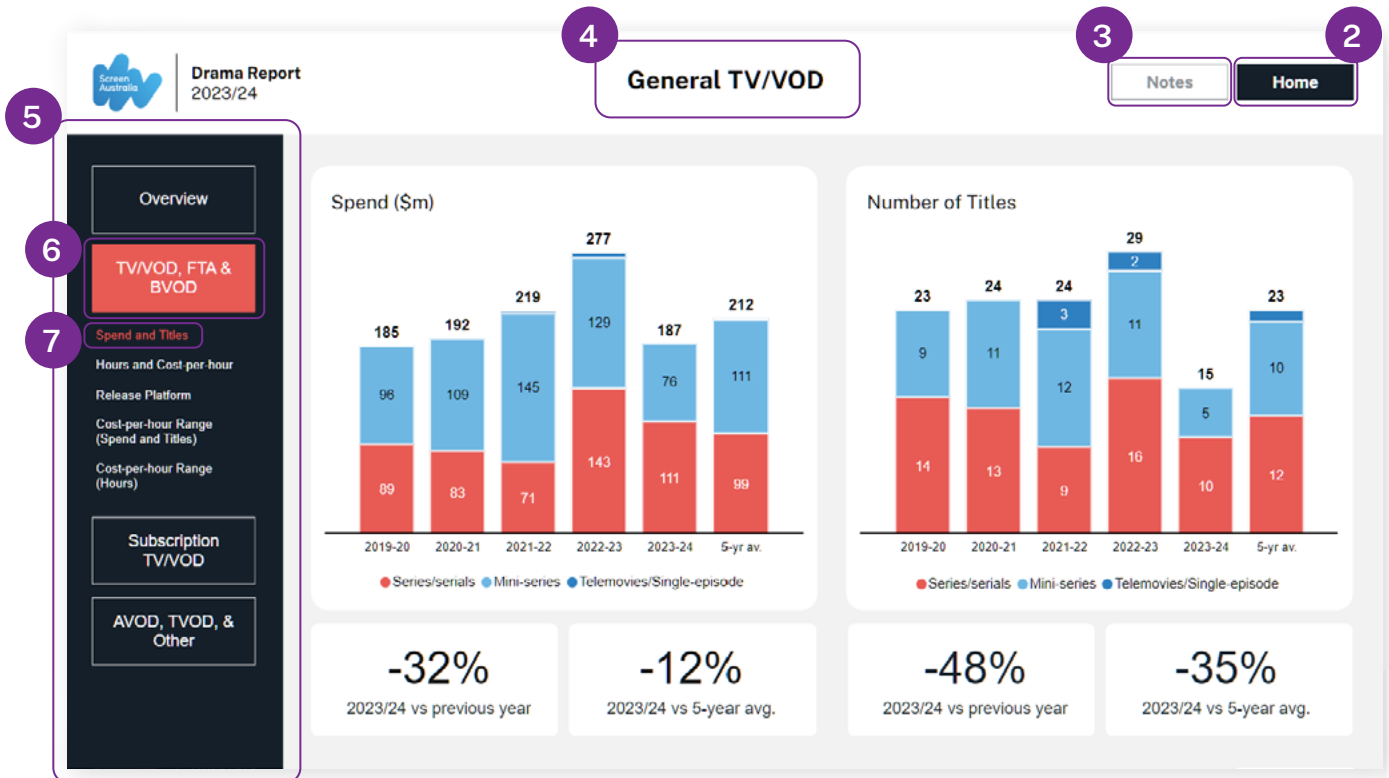 4
3
2
Screen
Australia
Drama Report
2023/24
General TV/VOD
Notes
Home
5
Overview
6
TV/VOD, FTA &
BVOD
7
Spend and Titles
Hours and Cost-per-hour
Release Platform
Cost-per-hour Range
(Spend and Titles)
Cost-per-hour Range
(Hours)
Subscription
TV/VOD
AVOD, TVOD, &
Other
Spend ($m)
277
219
212
185
192
187
129
96
109
145
76
111
89
83
71
143
111
99
2019-20 2020-21 2021-22 2022-23 2023-24 5-yr av.
Series/serials Mini-series Telemovies/Single-episode
Number of Titles
29
2
23
24
24
23
3
15
9
11
12
11
5
10
14
13
9
16
10
12
2019-20 2020-21 2021-22 2022-23 2023-24 5-yr av.
Series/serials Mini-series Telemovies/Single-episode
-32%
2023/24 vs previous year
-12%
2023/24 vs 5-year avg.
-48%
2023/24 vs previous year
-35%
2023/24 vs 5-year avg.